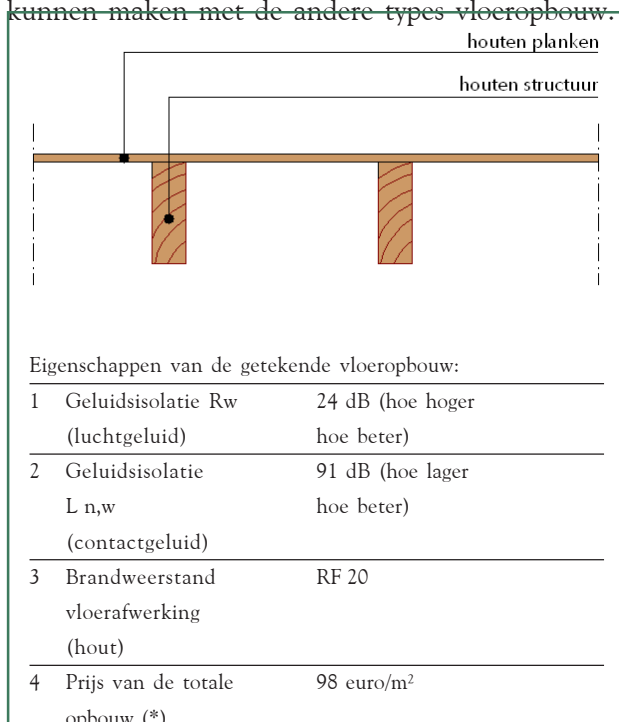 kunnen maken met de andere types vloeropbouw.
houten planken
houten structuur
Eigenschappen van de getekende vloeropbouw:
1 Geluidsisolatie Rw 24 dB (hoe hoger
(luchtgeluid) hoe beter)
2 Geluidsisolatie 91 dB (hoe lager
L n,w hoe beter)
(contactgeluid)
3 Brandweerstand RF 20
vloerafwerking
(hout)
4 Prijs van de totale 98 euro/m²
opbouw (*)